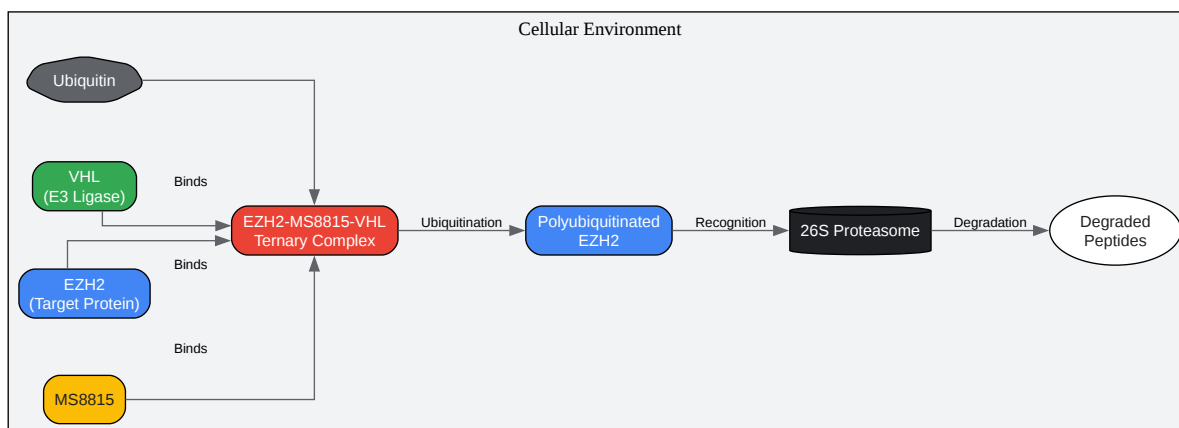 Cellular Environment
Ubiquitin
VHL
(E3 Ligase)
Binds
EZH2-MS8815-VHL
Ternary Complex
Ubiquitination
Polyubiquitinated
EZH2
Recognition
26S Proteasome
Degradation
Degraded
Peptides
Binds
EZH2
(Target Protein)
Binds
MS8815